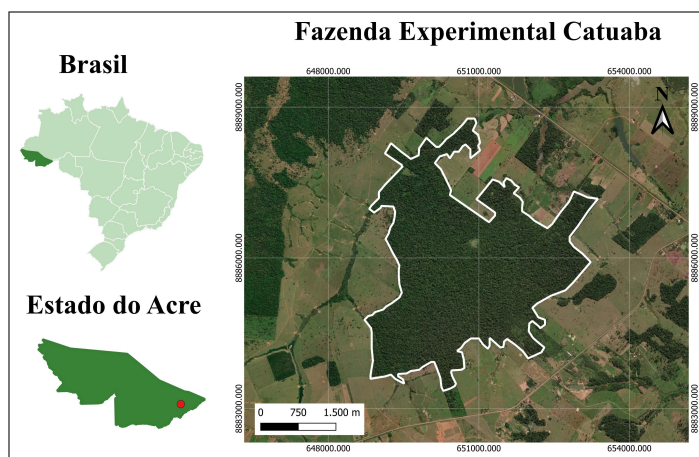 Fazenda Experimental Catuaba
Brasil
Estado do Acre
648000.000 651000.000 654000.000
N
8889000.000 8889000.000
8886000.000 8886000.000
8883000.000 8883000.000
0 750 1.500 m
648000.000 651000.000 654000.000